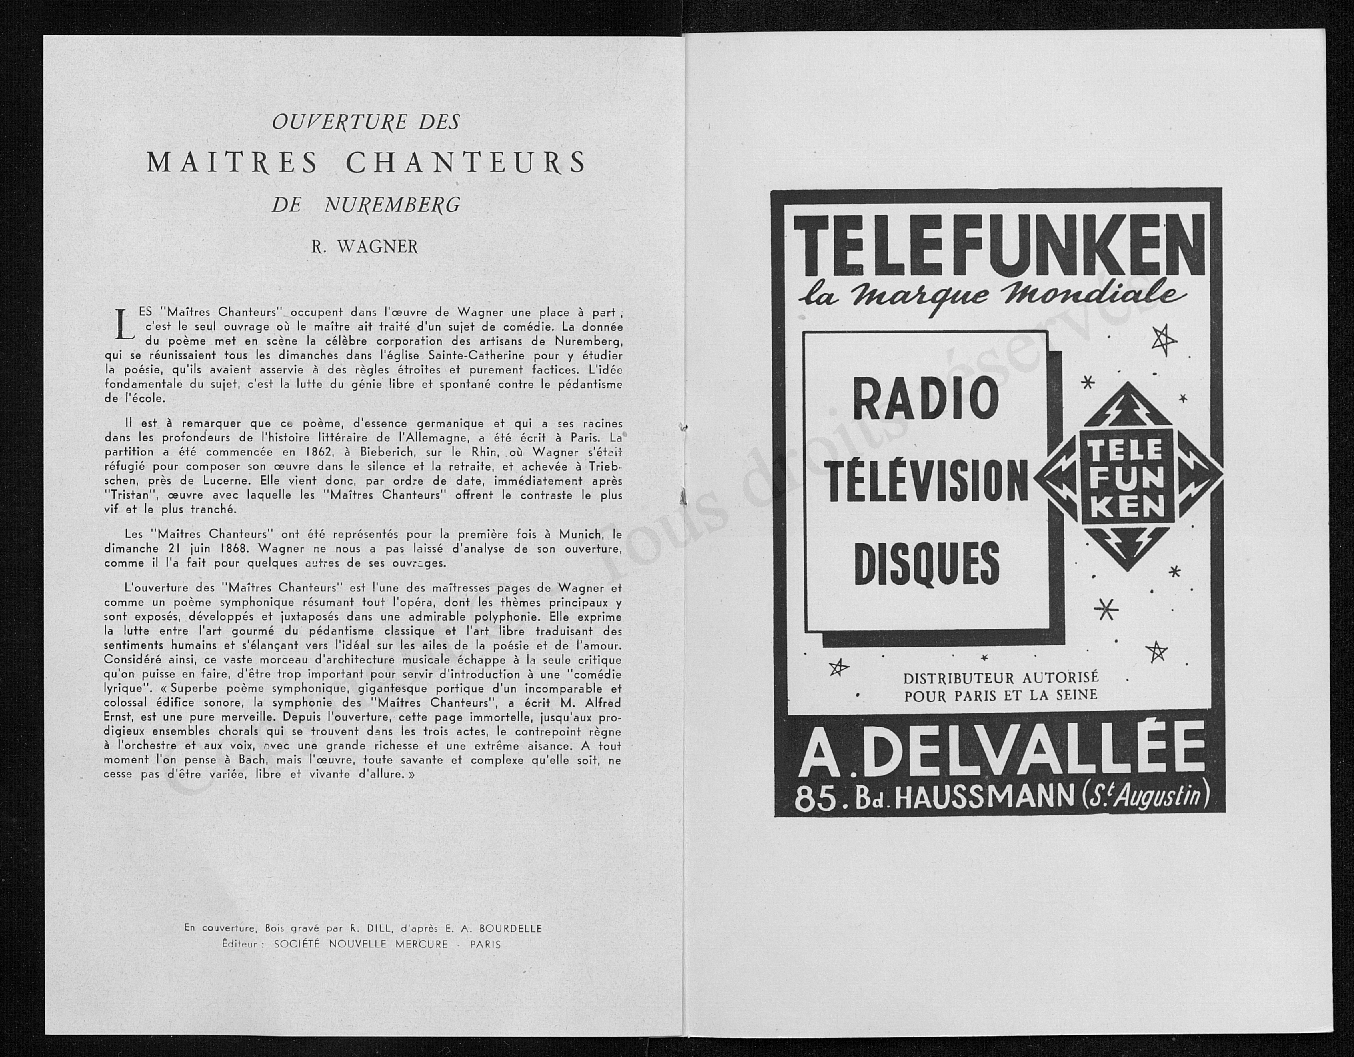 OUVERTURE DES
MAITRES CHANTEURS
DE NUREMBERG
R. WAGNER
LES "Maîtres Chanteurs" occupent dans l'œuvre de Wagner une place à part ;
c'est le seul ouvrage où le maître ait traité d'un sujet de comédie. La donnée
du poème met en scène la célèbre corporation des artisans de Nuremberg,
qui se réunissaient tous les dimanches dans l'église Sainte-Catherine pour y étudier
la poésie, qu'ils avaient asservie à des règles étroites et purement factices. L'idée
fondamentale du sujet, c'est la lutte du génie libre et spontané contre le pédantisme
de l'école.
Il est à remarquer que ce poème, d'essence germanique et qui a ses racines
dans les profondeurs de l'histoire littéraire de l'Allemagne, a été écrit à Paris. La
partition a été commencée en 1862, à Bieberich, sur le Rhin, où Wagner s'était
réfugié pour composer son œuvre dans le silence et la retraite, et achevée à Trieb-
schen, près de Lucerne. Elle vient donc, par ordre de date, immédiatement après
"Tristan", œuvre avec laquelle les "Maîtres Chanteurs" offrent le contraste le plus
vif et le plus tranché.
Les "Maîtres Chanteurs" ont été représentés pour la première fois à Munich, le
dimanche 21 juin 1868. Wagner ne nous a pas laissé d'analyse de son ouverture,
comme il l'a fait pour quelques autres de ses ouvrages.
L'ouverture des "Maîtres Chanteurs" est l'une des maîtresses pages de Wagner et
comme un poème symphonique résumant tout l'opéra, dont les thèmes principaux y
sont exposés, développés et juxtaposés dans une admirable polyphonie. Elle exprime
la lutte entre l'art gourmé du pédantisme classique et l'art libre traduisant des
sentiments humains et s'élançant vers l'idéal sur les ailes de la poésie et de l'amour.
Considéré ainsi, ce vaste morceau d'architecture musicale échappe à la seule critique
qu'on puisse en faire, d'être trop important pour servir d'introduction à une "comédie
lyrique". « Superbe poème symphonique, gigantesque portique d'un incomparable et
colossal édifice sonore, la symphonie des "Maîtres Chanteurs", a écrit M. Alfred
Ernst, est une pure merveille. Depuis l'ouverture, cette page immortelle, jusqu'aux pro-
digieux ensembles chorals qui se trouvent dans les trois actes, le contrepoint règne
à l'orchestre et aux voix, avec une grande richesse et une extrême aisance. A tout
moment l'on pense à Bach, mais l'œuvre, toute savante et complexe qu'elle soit, ne
cesse pas d'être variée, libre et vivante d'allure. »
En couverture, Bois gravé par R. DILL, d'après E. A. BOURDELLE
Éditeur : SOCIÉTÉ NOUVELLE MERCURE - PARIS
TELEFUNKEN
la Marque Mondiale
RADIO
TÉLÉVISION
DISQUES
TELE
FUN
KEN
DISTRIBUTEUR AUTORISÉ
POUR PARIS ET LA SEINE
A. DELVALLÉE
85. Bd. HAUSSMANN (St Augustin)
Tous droits réservés